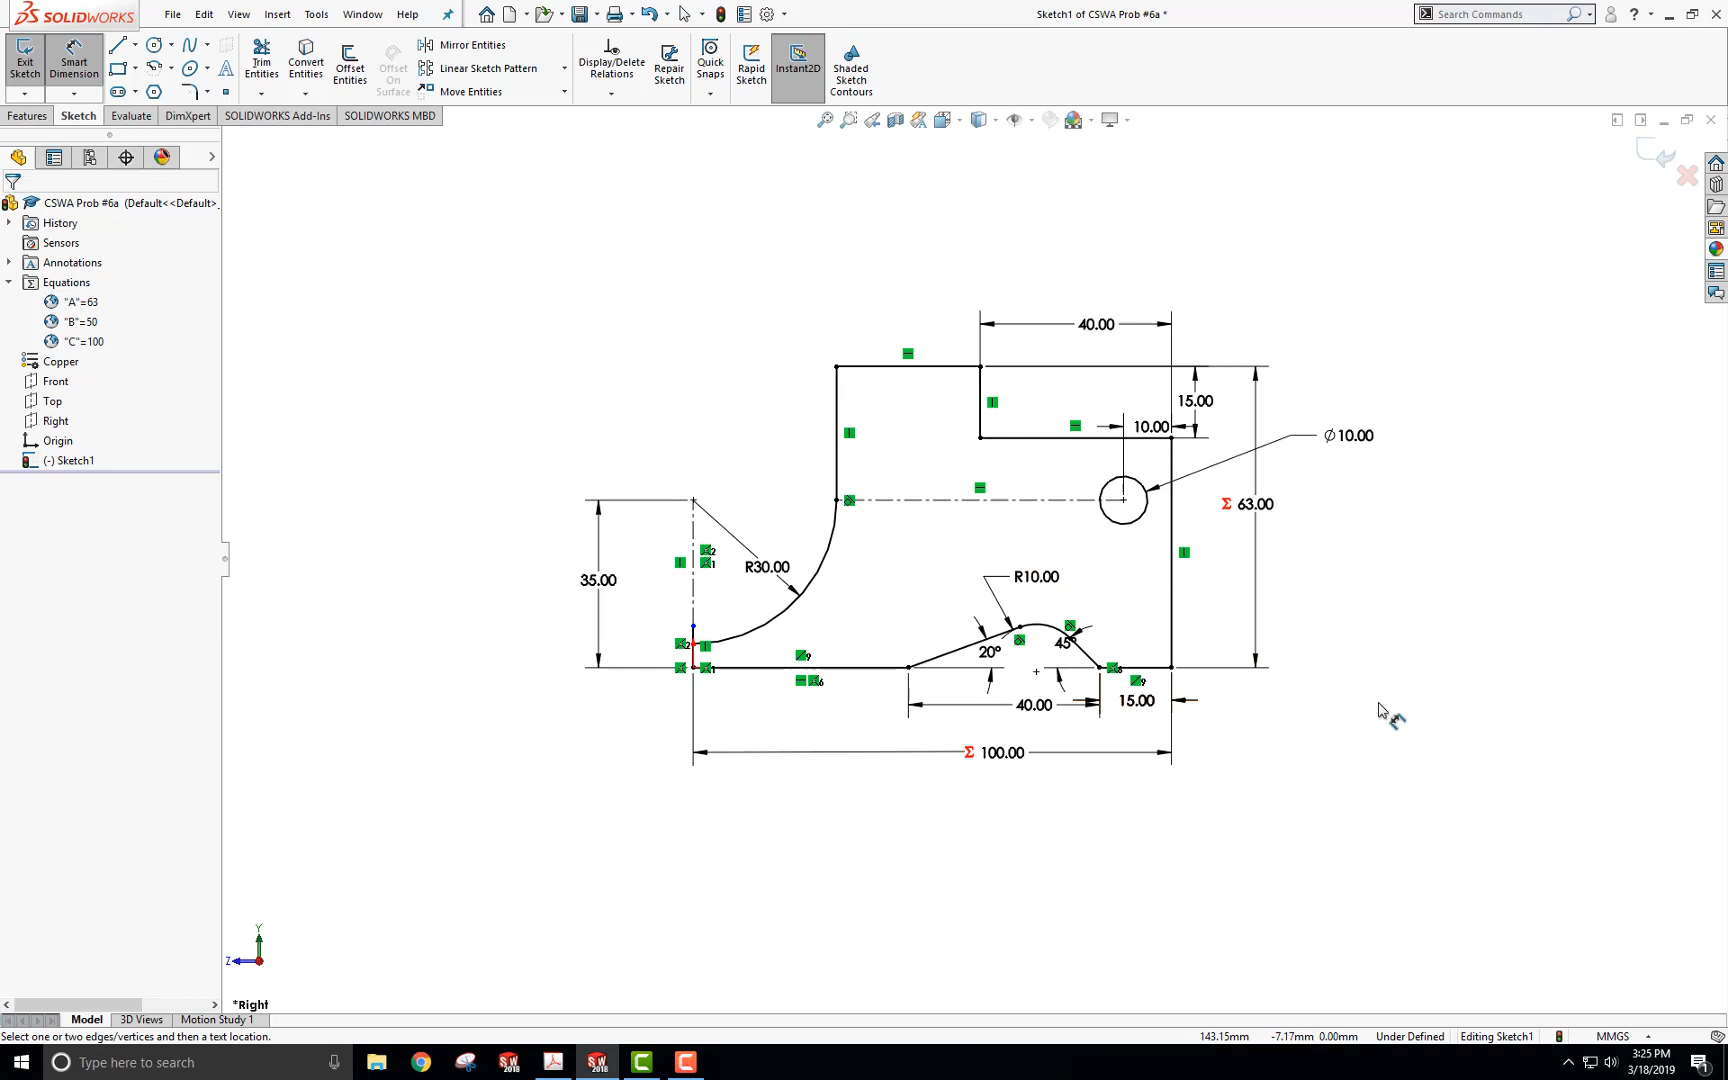 SOLIDWORKS
File Edit View Insert Tools Window Help
Sketch1 of CSWA Prob #6a *
Search Commands
Exit Sketch
Smart Dimension
Trim Entities
Convert Entities
Offset Entities
Offset On Surface
Mirror Entities
Linear Sketch Pattern
Move Entities
Display/Delete Relations
Repair Sketch
Quick Snaps
Rapid Sketch
Instant2D
Shaded Sketch Contours
Features Sketch Evaluate DimXpert SOLIDWORKS Add-Ins SOLIDWORKS MBD
CSWA Prob #6a (Default<<Default>_
History
Sensors
Annotations
Equations
"A"=63
"B"=50
"C"=100
Copper
Front
Top
Right
Origin
(-) Sketch1
40.00
15.00
10.00
Ø10.00
Σ 63.00
35.00
R30.00
R10.00
20°
45°
40.00
15.00
Σ 100.00
Y
Z
*Right
Model 3D Views Motion Study 1
Select one or two edges/vertices and then a text location.
143.15mm -7.17mm 0.00mm Under Defined Editing Sketch1 MMGS
Type here to search
SW 2018
SW 2018
3:25 PM
3/18/2019
1